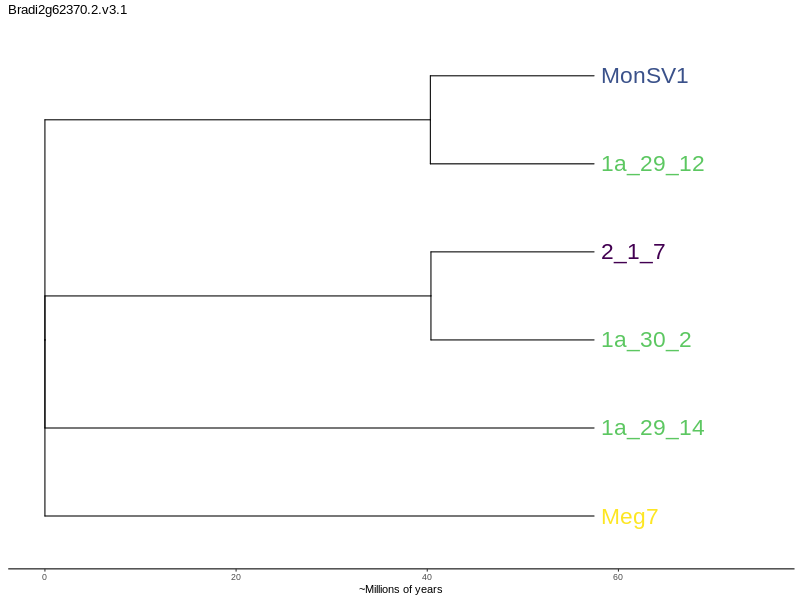 Bradi2g62370.2.v3.1
MonSV1
1a_29_12
2_1_7
1a_30_2
1a_29_14
Meg7
0 20 40 60
~Millions of years